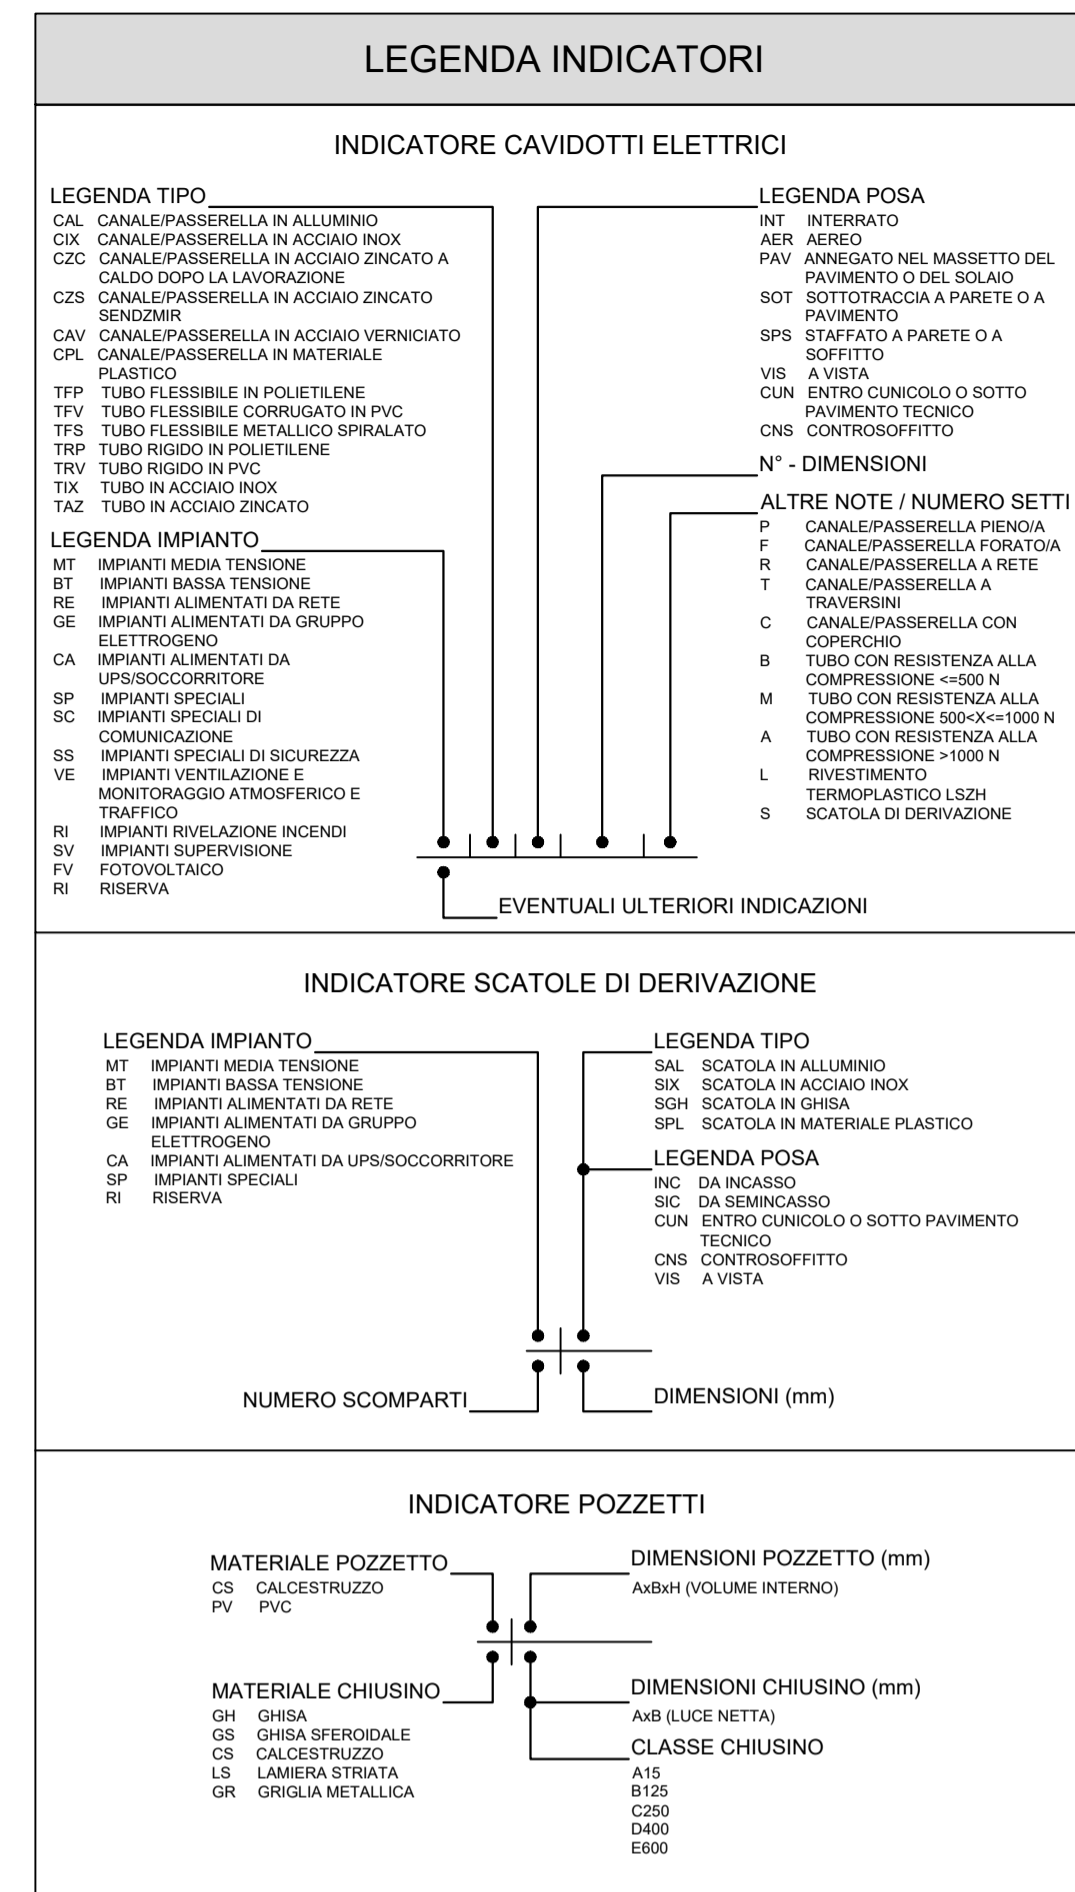 LEGENDA INDICATORI
INDICATORE CAVIDOTTI ELETTRICI
LEGENDA TIPO
CAL CANALE/PASSERELLA IN ALLUMINIO
CIX CANALE/PASSERELLA IN ACCIAIO INOX
CZC CANALE/PASSERELLA IN ACCIAIO ZINCATO A
CALDO DOPO LA LAVORAZIONE
CZS CANALE/PASSERELLA IN ACCIAIO ZINCATO
SENDZMIR
CAV CANALE/PASSERELLA IN ACCIAIO VERNICIATO
CPL CANALE/PASSERELLA IN MATERIALE
PLASTICO
TFP TUBO FLESSIBILE IN POLIETILENE
TFV TUBO FLESSIBILE CORRUGATO IN PVC
TFS TUBO FLESSIBILE METALLICO SPIRALATO
TRP TUBO RIGIDO IN POLIETILENE
TRV TUBO RIGIDO IN PVC
TIX TUBO IN ACCIAIO INOX
TAZ TUBO IN ACCIAIO ZINCATO
LEGENDA IMPIANTO
MT IMPIANTI MEDIA TENSIONE
BT IMPIANTI BASSA TENSIONE
RE IMPIANTI ALIMENTATI DA RETE
GE IMPIANTI ALIMENTATI DA GRUPPO
ELETTROGENO
CA IMPIANTI ALIMENTATI DA
UPS/SOCCORRITORE
SP IMPIANTI SPECIALI
SC IMPIANTI SPECIALI DI
COMUNICAZIONE
SS IMPIANTI SPECIALI DI SICUREZZA
VE IMPIANTI VENTILAZIONE E
MONITORAGGIO ATMOSFERICO E
TRAFFICO
RI IMPIANTI RIVELAZIONE INCENDI
SV IMPIANTI SUPERVISIONE
FV FOTOVOLTAICO
RI RISERVA
LEGENDA POSA
INT INTERRATO
AER AEREO
PAV ANNEGATO NEL MASSETTO DEL
PAVIMENTO O DEL SOLAIO
SOT SOTTOTRACCIA A PARETE O A
PAVIMENTO
SPS STAFFATO A PARETE O A
SOFFITTO
VIS A VISTA
CUN ENTRO CUNICOLO O SOTTO
PAVIMENTO TECNICO
CNS CONTROSOFFITTO
N° - DIMENSIONI
ALTRE NOTE / NUMERO SETTI
P CANALE/PASSERELLA PIENO/A
F CANALE/PASSERELLA FORATO/A
R CANALE/PASSERELLA A RETE
T CANALE/PASSERELLA A
TRAVERSINI
C CANALE/PASSERELLA CON
COPERCHIO
B TUBO CON RESISTENZA ALLA
COMPRESSIONE <=500 N
M TUBO CON RESISTENZA ALLA
COMPRESSIONE 500<X<=1000 N
A TUBO CON RESISTENZA ALLA
COMPRESSIONE >1000 N
L RIVESTIMENTO
TERMOPLASTICO LSZH
S SCATOLA DI DERIVAZIONE
EVENTUALI ULTERIORI INDICAZIONI
INDICATORE SCATOLE DI DERIVAZIONE
LEGENDA IMPIANTO
MT IMPIANTI MEDIA TENSIONE
BT IMPIANTI BASSA TENSIONE
RE IMPIANTI ALIMENTATI DA RETE
GE IMPIANTI ALIMENTATI DA GRUPPO
ELETTROGENO
CA IMPIANTI ALIMENTATI DA UPS/SOCCORRITORE
SP IMPIANTI SPECIALI
RI RISERVA
LEGENDA TIPO
SAL SCATOLA IN ALLUMINIO
SIX SCATOLA IN ACCIAIO INOX
SGH SCATOLA IN GHISA
SPL SCATOLA IN MATERIALE PLASTICO
LEGENDA POSA
INC DA INCASSO
SIC DA SEMINCASSO
CUN ENTRO CUNICOLO O SOTTO PAVIMENTO
TECNICO
CNS CONTROSOFFITTO
VIS A VISTA
NUMERO SCOMPARTI
DIMENSIONI (mm)
INDICATORE POZZETTI
MATERIALE POZZETTO
CS CALCESTRUZZO
PV PVC
DIMENSIONI POZZETTO (mm)
AxBxH (VOLUME INTERNO)
MATERIALE CHIUSINO
GH GHISA
GS GHISA SFEROIDALE
CS CALCESTRUZZO
LS LAMIERA STRIATA
GR GRIGLIA METALLICA
DIMENSIONI CHIUSINO (mm)
AxB (LUCE NETTA)
CLASSE CHIUSINO
A15
B125
C250
D400
E600